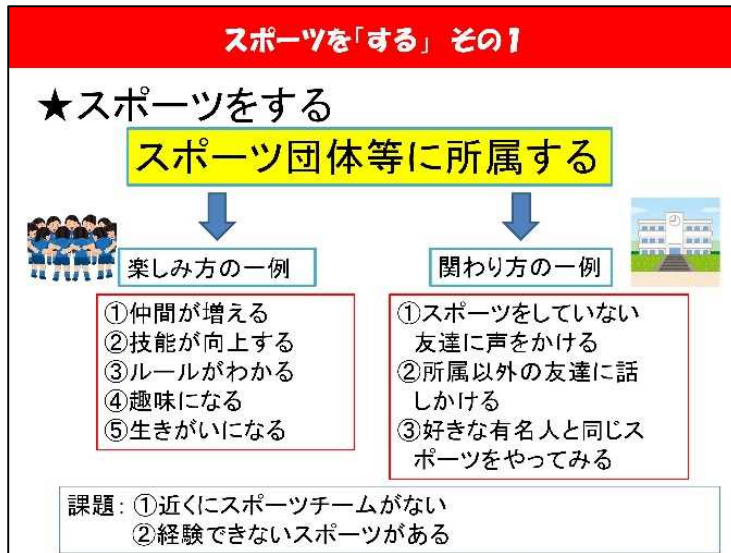 スポーツを「する」 その1
★スポーツをする
スポーツ団体等に所属する
楽しみ方の一例
①仲間が増える
②技能が向上する
③ルールがわかる
④趣味になる
⑤生きがいになる
関わり方の一例
①スポーツをしていない
友達に声をかける
②所属以外の友達に話
しかける
③好きな有名人と同じス
ポーツをやってみる
課題：①近くにスポーツチームがない
②経験できないスポーツがある